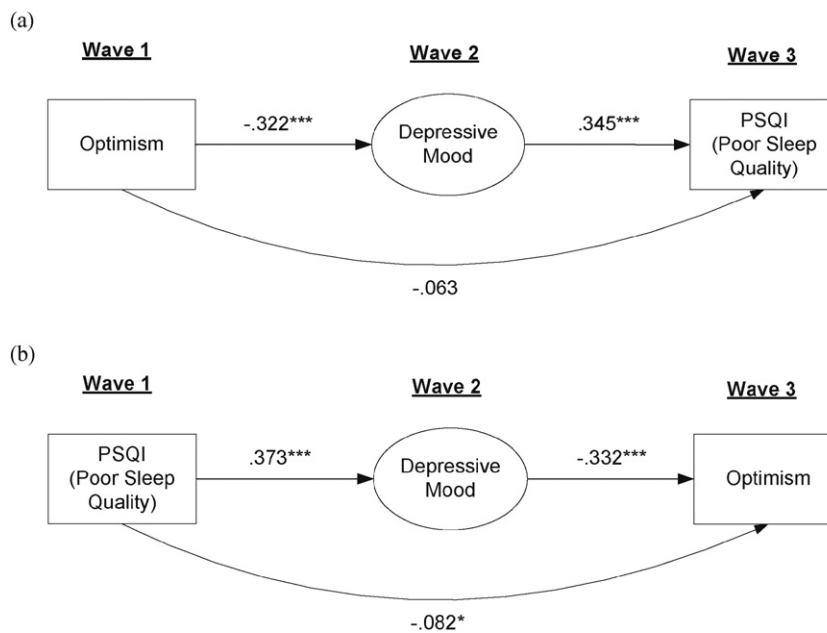 (a)
Wave 1
Wave 2
Wave 3
Optimism
-.322***
Depressive
Mood
.345***
PSQI
(Poor Sleep
Quality)
-.063
(b)
Wave 1
Wave 2
Wave 3
PSQI
(Poor Sleep
Quality)
.373***
Depressive
Mood
-.332***
Optimism
-.082*